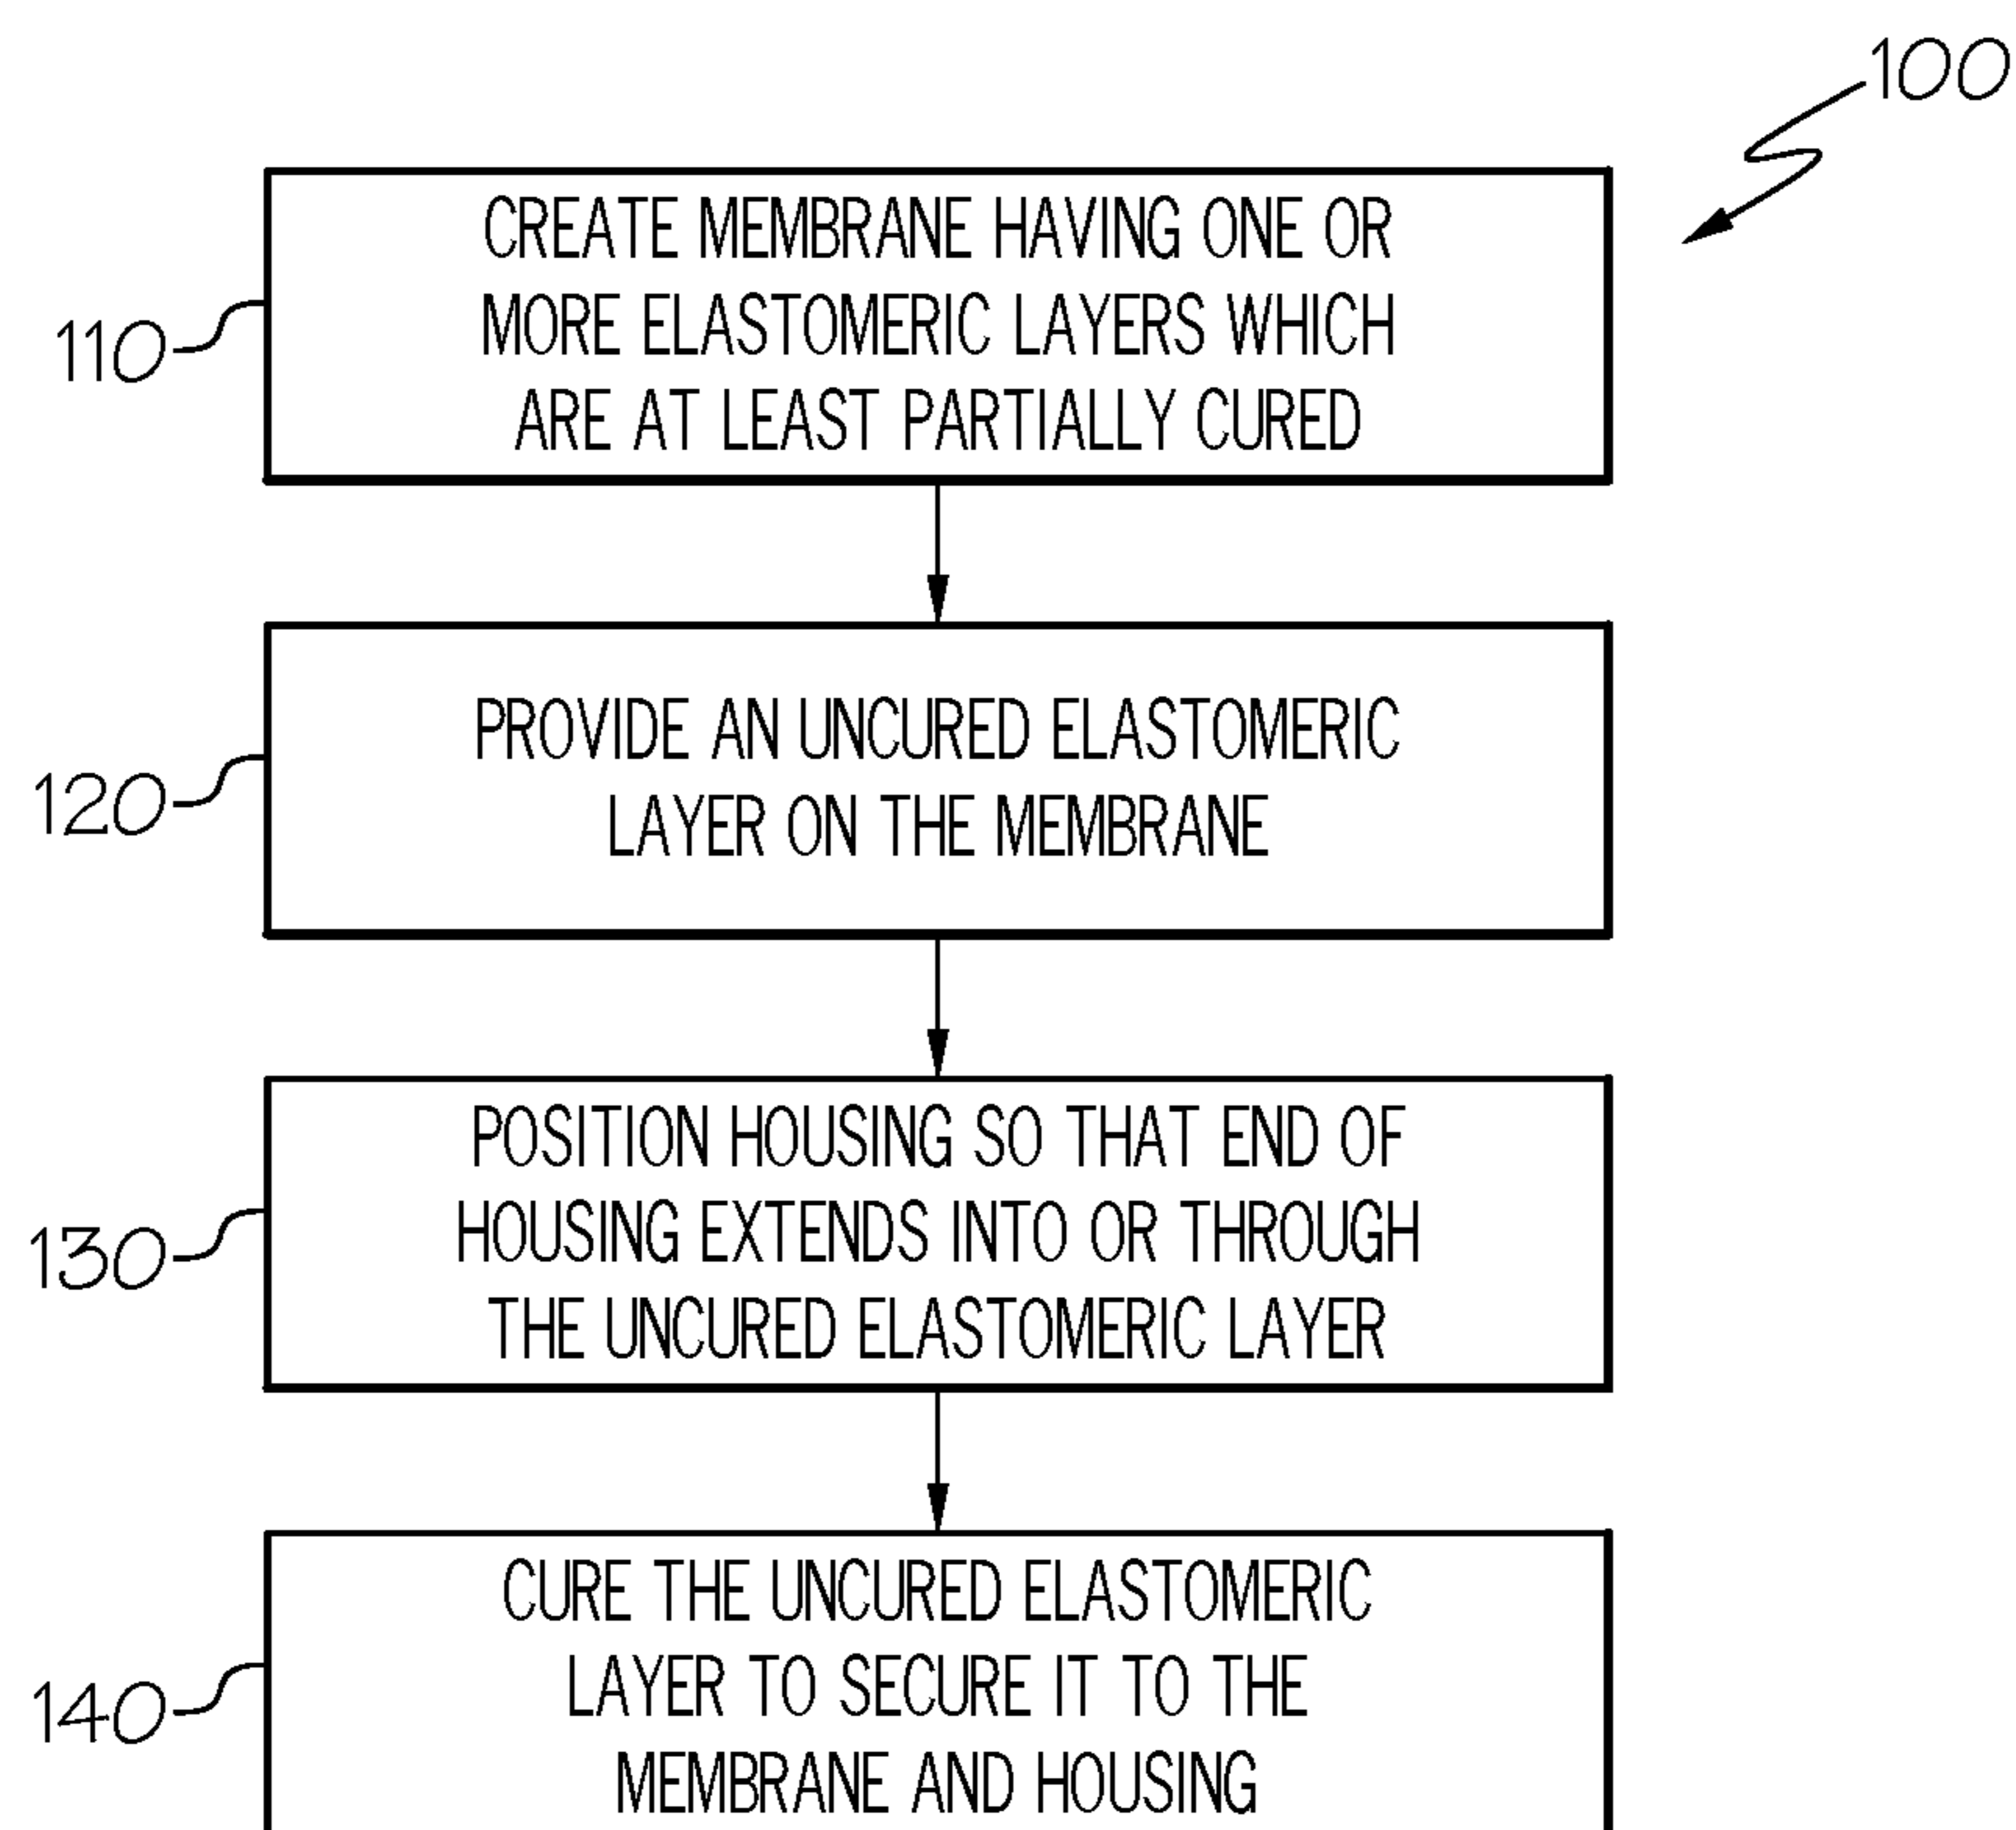 100
CREATE MEMBRANE HAVING ONE OR
MORE ELASTOMERIC LAYERS WHICH
ARE AT LEAST PARTIALLY CURED
110
PROVIDE AN UNCURED ELASTOMERIC
LAYER ON THE MEMBRANE
120
POSITION HOUSING SO THAT END OF
HOUSING EXTENDS INTO OR THROUGH
THE UNCURED ELASTOMERIC LAYER
130
CURE THE UNCURED ELASTOMERIC
LAYER TO SECURE IT TO THE
MEMBRANE AND HOUSING
140